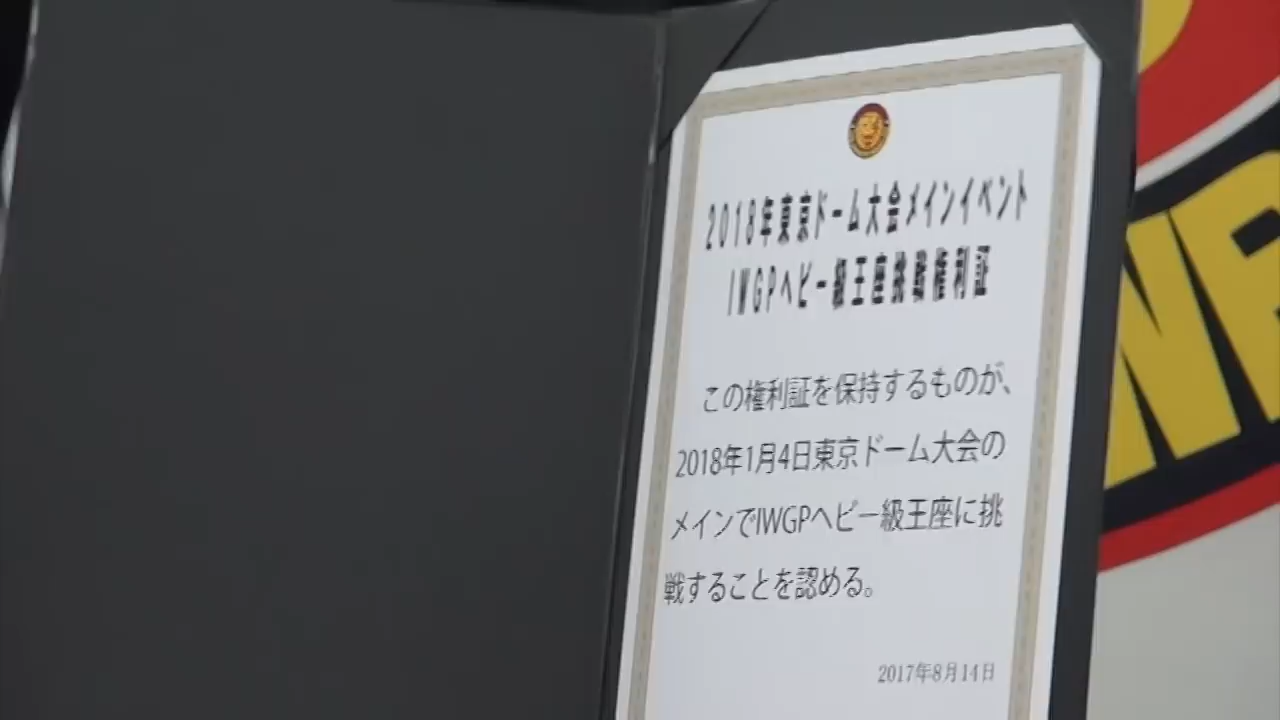 2018年東京ドーム大会メインイベント
IWGPヘビー級王座挑戦権利証
この権利証を保持するものが、
2018年1月4日東京ドーム大会の
メインでIWGPヘビー級王座に挑
戦することを認める。
2017年8月14日